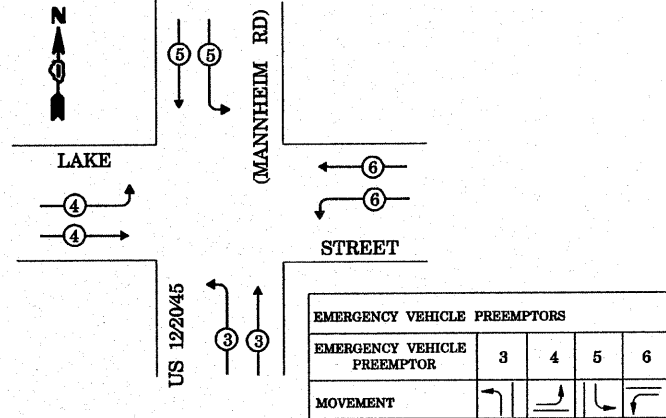 N
5 5
(MANNHEIM RD)
LAKE
6
4
6
4
STREET
US 12/20/45
3 3
EMERGENCY VEHICLE PREEMPTORS
EMERGENCY VEHICLE
PREEMPTOR
3 4 5 6
MOVEMENT